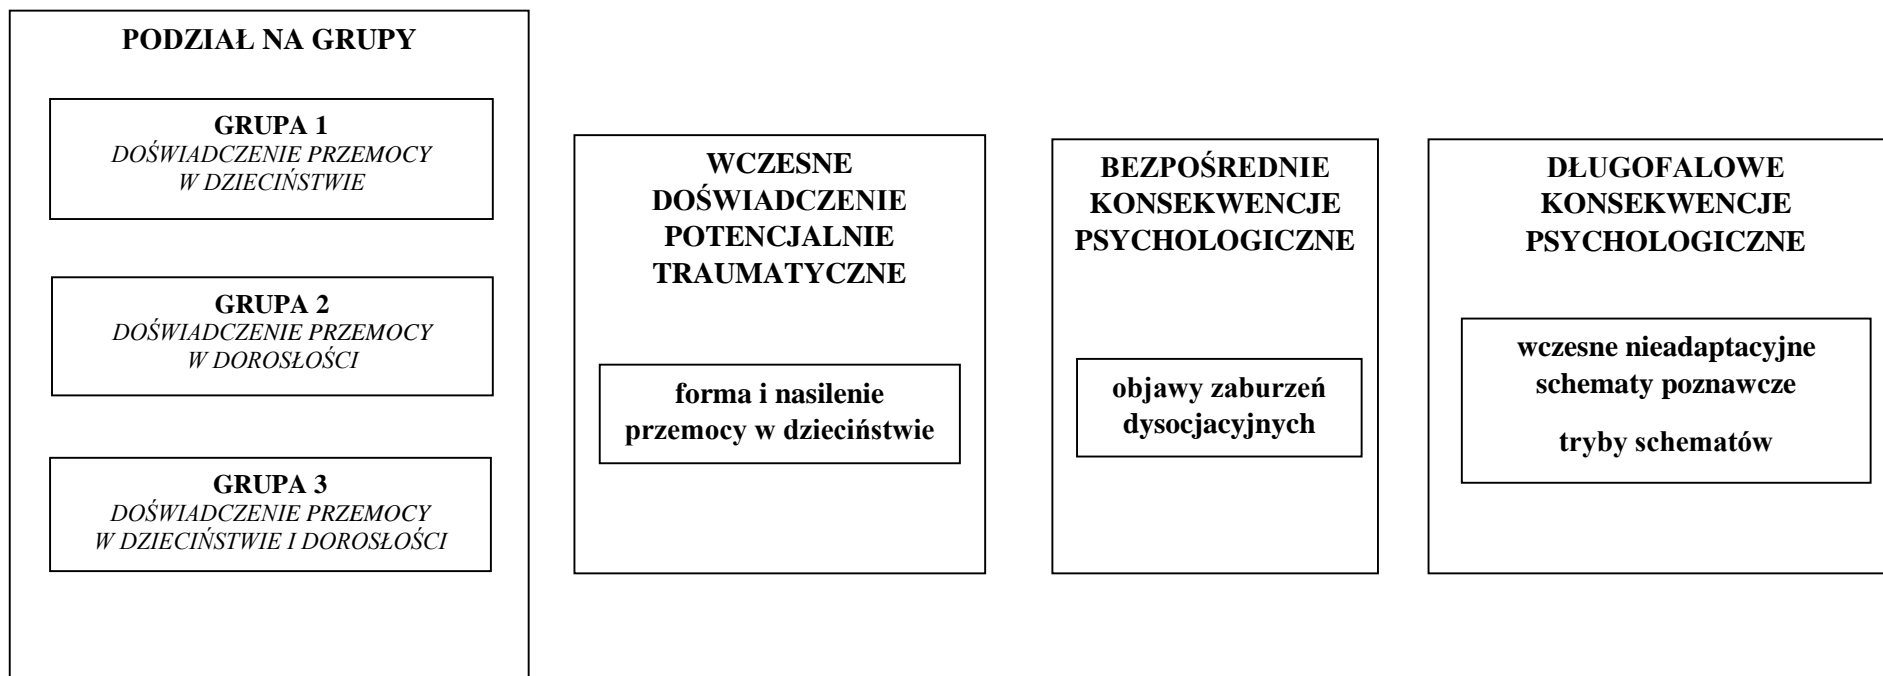 PODZIAŁ NA GRUPY
GRUPA 1
DOŚWIADCZENIE PRZEMOCY
W DZIECIŃSTWIE
GRUPA 2
DOŚWIADCZENIE PRZEMOCY
W DOROSŁOŚCI
GRUPA 3
DOŚWIADCZENIE PRZEMOCY
W DZIECIŃSTWIE I DOROSŁOŚCI
WCZESNE
DOŚWIADCZENIE
POTENCJALNIE
TRAUMATYCZNE
forma i nasilenie
przemocy w dzieciństwie
BEZPOŚREDNIE
KONSEKWENCJE
PSYCHOLOGICZNE
objawy zaburzeń
dysocjacyjnych
DŁUGOFALOWE
KONSEKWENCJE
PSYCHOLOGICZNE
wczesne nieadaptacyjne
schematy poznawcze
tryby schematów